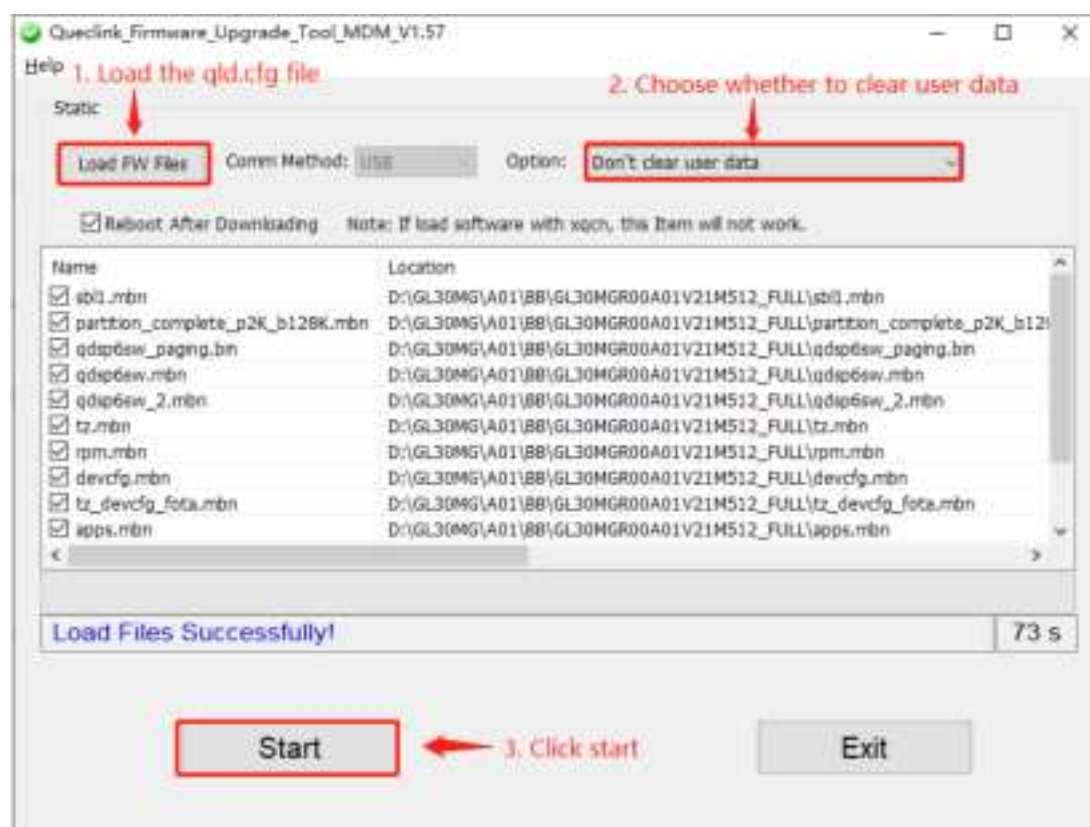 Queclink_Firmware_Upgrade_Tool_MDM_V1.57
Help
1. Load the qld.cfg file
2. Choose whether to clear user data
Static
Load FW Files
Comm Method:
USB
Option:
Don't clear user data
Reboot After Downloading
Note: If load software with xqcn, this Item will not work.
Name
Location
sbl1.mbn
D:\GL30MG\A01\BB\GL30MGR00A01V21M512_FULL\sbl1.mbn
partition_complete_p2K_b128K.mbn
D:\GL30MG\A01\BB\GL30MGR00A01V21M512_FULL\partition_complete_p2K_b128
qdsp6sw_paging.bin
D:\GL30MG\A01\BB\GL30MGR00A01V21M512_FULL\qdsp6sw_paging.bin
qdsp6sw.mbn
D:\GL30MG\A01\BB\GL30MGR00A01V21M512_FULL\qdsp6sw.mbn
qdsp6sw_2.mbn
D:\GL30MG\A01\BB\GL30MGR00A01V21M512_FULL\qdsp6sw_2.mbn
tz.mbn
D:\GL30MG\A01\BB\GL30MGR00A01V21M512_FULL\tz.mbn
rpm.mbn
D:\GL30MG\A01\BB\GL30MGR00A01V21M512_FULL\rpm.mbn
devcfg.mbn
D:\GL30MG\A01\BB\GL30MGR00A01V21M512_FULL\devcfg.mbn
tz_devcfg_fota.mbn
D:\GL30MG\A01\BB\GL30MGR00A01V21M512_FULL\tz_devcfg_fota.mbn
apps.mbn
D:\GL30MG\A01\BB\GL30MGR00A01V21M512_FULL\apps.mbn
Load Files Successfully!
73 s
Start
3. Click start
Exit